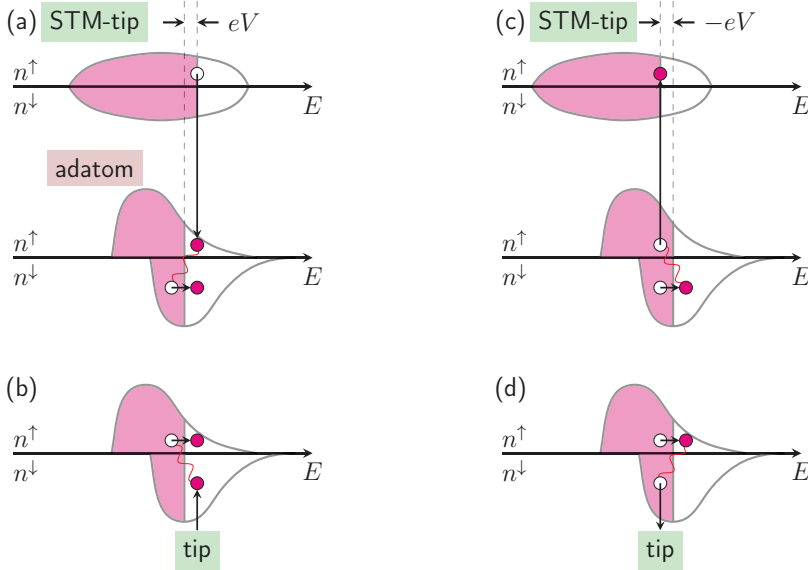 (a) STM-tip eV
n↑
n↓ E
adatom
n↑
n↓ E
(b)
n↑
n↓ E
tip
(c) STM-tip −eV
n↑
n↓ E
n↑
n↓ E
(d)
n↑
n↓ E
tip